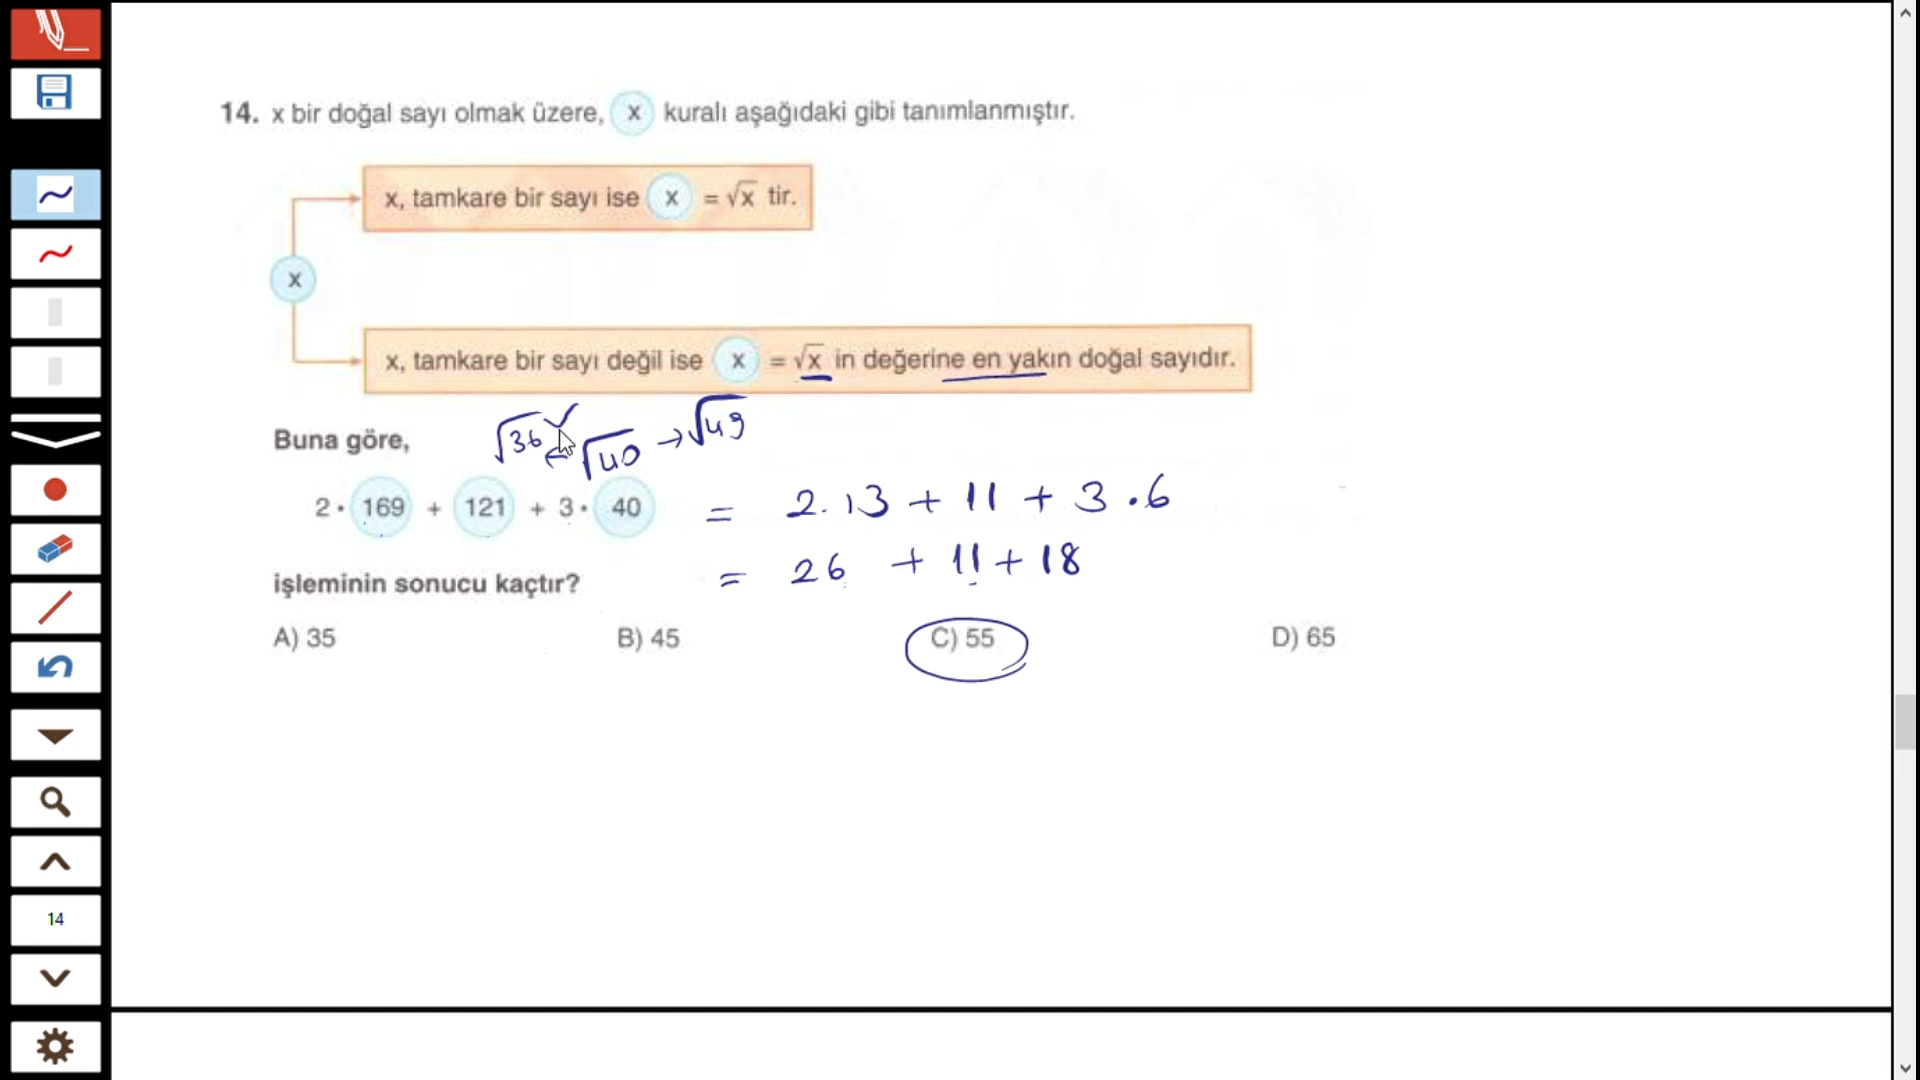 14. x bir doğal sayı olmak üzere, x kuralı aşağıdaki gibi tanımlanmıştır.
x, tamkare bir sayı ise x = √x tir.
x
x, tamkare bir sayı değil ise x = √x in değerine en yakın doğal sayıdır.
Buna göre,
√36 ✓ ← √40 → √49
2 · 169 + 121 + 3 · 40 = 2.13 + 11 + 3 . 6
= 26 + 11 + 18
işleminin sonucu kaçtır?
A) 35 B) 45 C) 55 D) 65
14